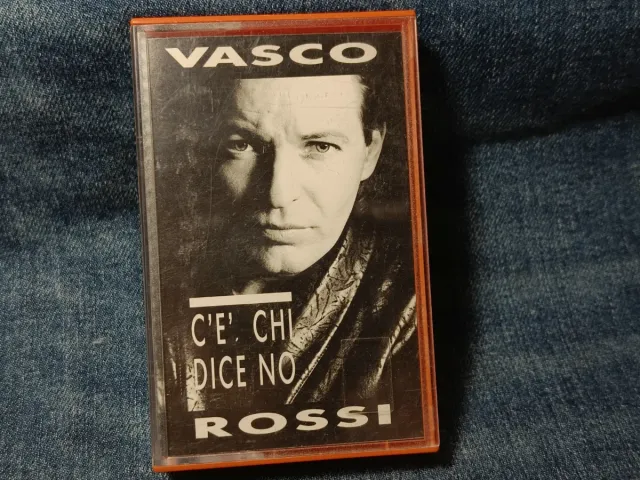 VASCO
C'E'. CHI
DICE NO
ROSSI